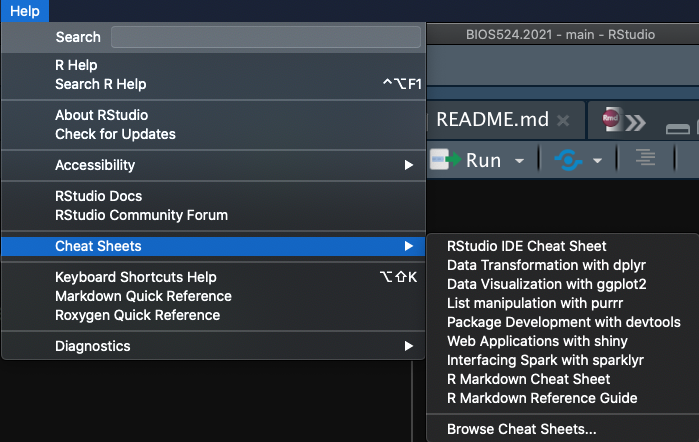 Help
Search
R Help
Search R Help ^⌥F1
About RStudio
Check for Updates
Accessibility
RStudio Docs
RStudio Community Forum
Cheat Sheets
Keyboard Shortcuts Help ⌥⇧K
Markdown Quick Reference
Roxygen Quick Reference
Diagnostics
BIOS524.2021 - main - RStudio
README.md
Rmd
Run
RStudio IDE Cheat Sheet
Data Transformation with dplyr
Data Visualization with ggplot2
List manipulation with purrr
Package Development with devtools
Web Applications with shiny
Interfacing Spark with sparklyr
R Markdown Cheat Sheet
R Markdown Reference Guide
Browse Cheat Sheets...